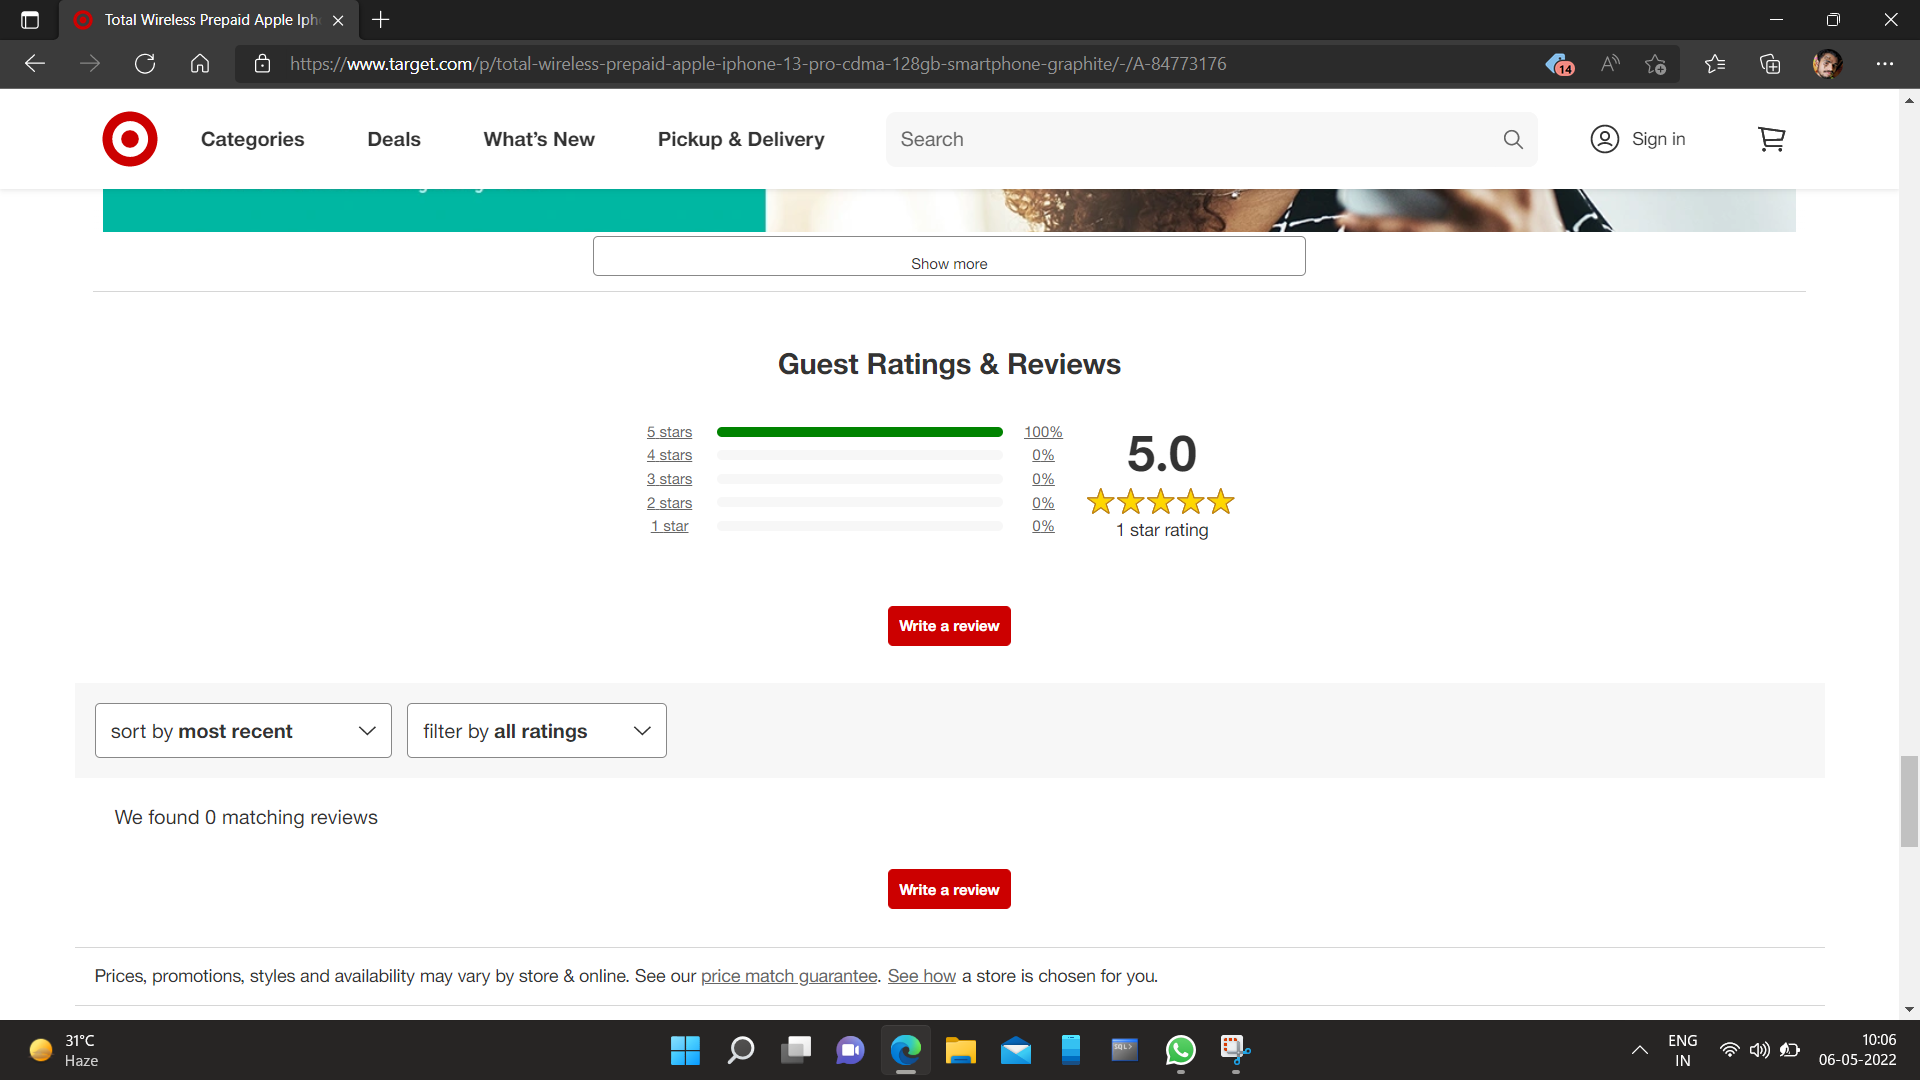 Total Wireless Prepaid Apple Iph
https://www.target.com/p/total-wireless-prepaid-apple-iphone-13-pro-cdma-128gb-smartphone-graphite/-/A-84773176
14
Categories
Deals
What's New
Pickup & Delivery
Search
Sign in
Show more
Guest Ratings & Reviews
5 stars 100%
4 stars 0%
3 stars 0%
2 stars 0%
1 star 0%
5.0
1 star rating
Write a review
sort by most recent
filter by all ratings
We found 0 matching reviews
Write a review
Prices, promotions, styles and availability may vary by store & online. See our price match guarantee. See how a store is chosen for you.
31°C
Haze
SQL>
ENG
IN
10:06
06-05-2022